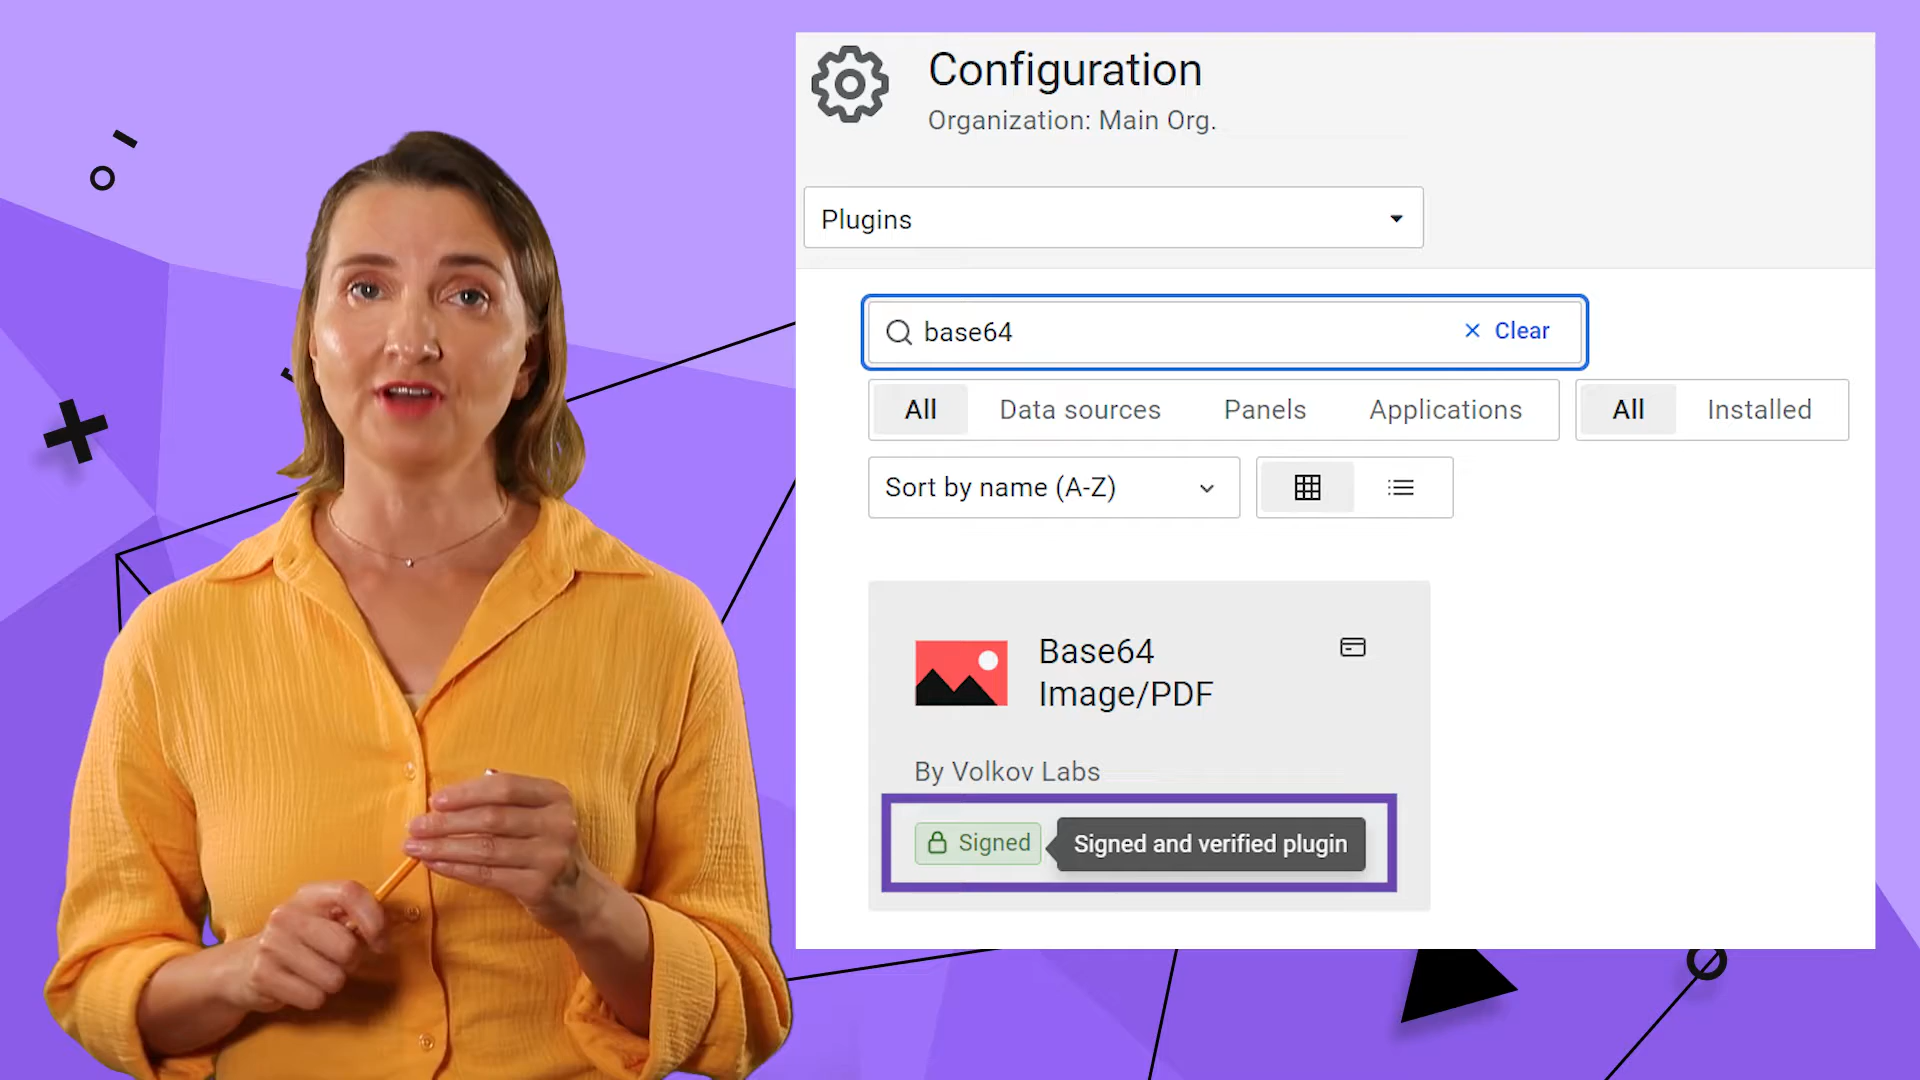 Configuration
Organization: Main Org.
Plugins
base64
Clear
All
Data sources
Panels
Applications
All
Installed
Sort by name (A-Z)
Base64
Image/PDF
By Volkov Labs
Signed
Signed and verified plugin